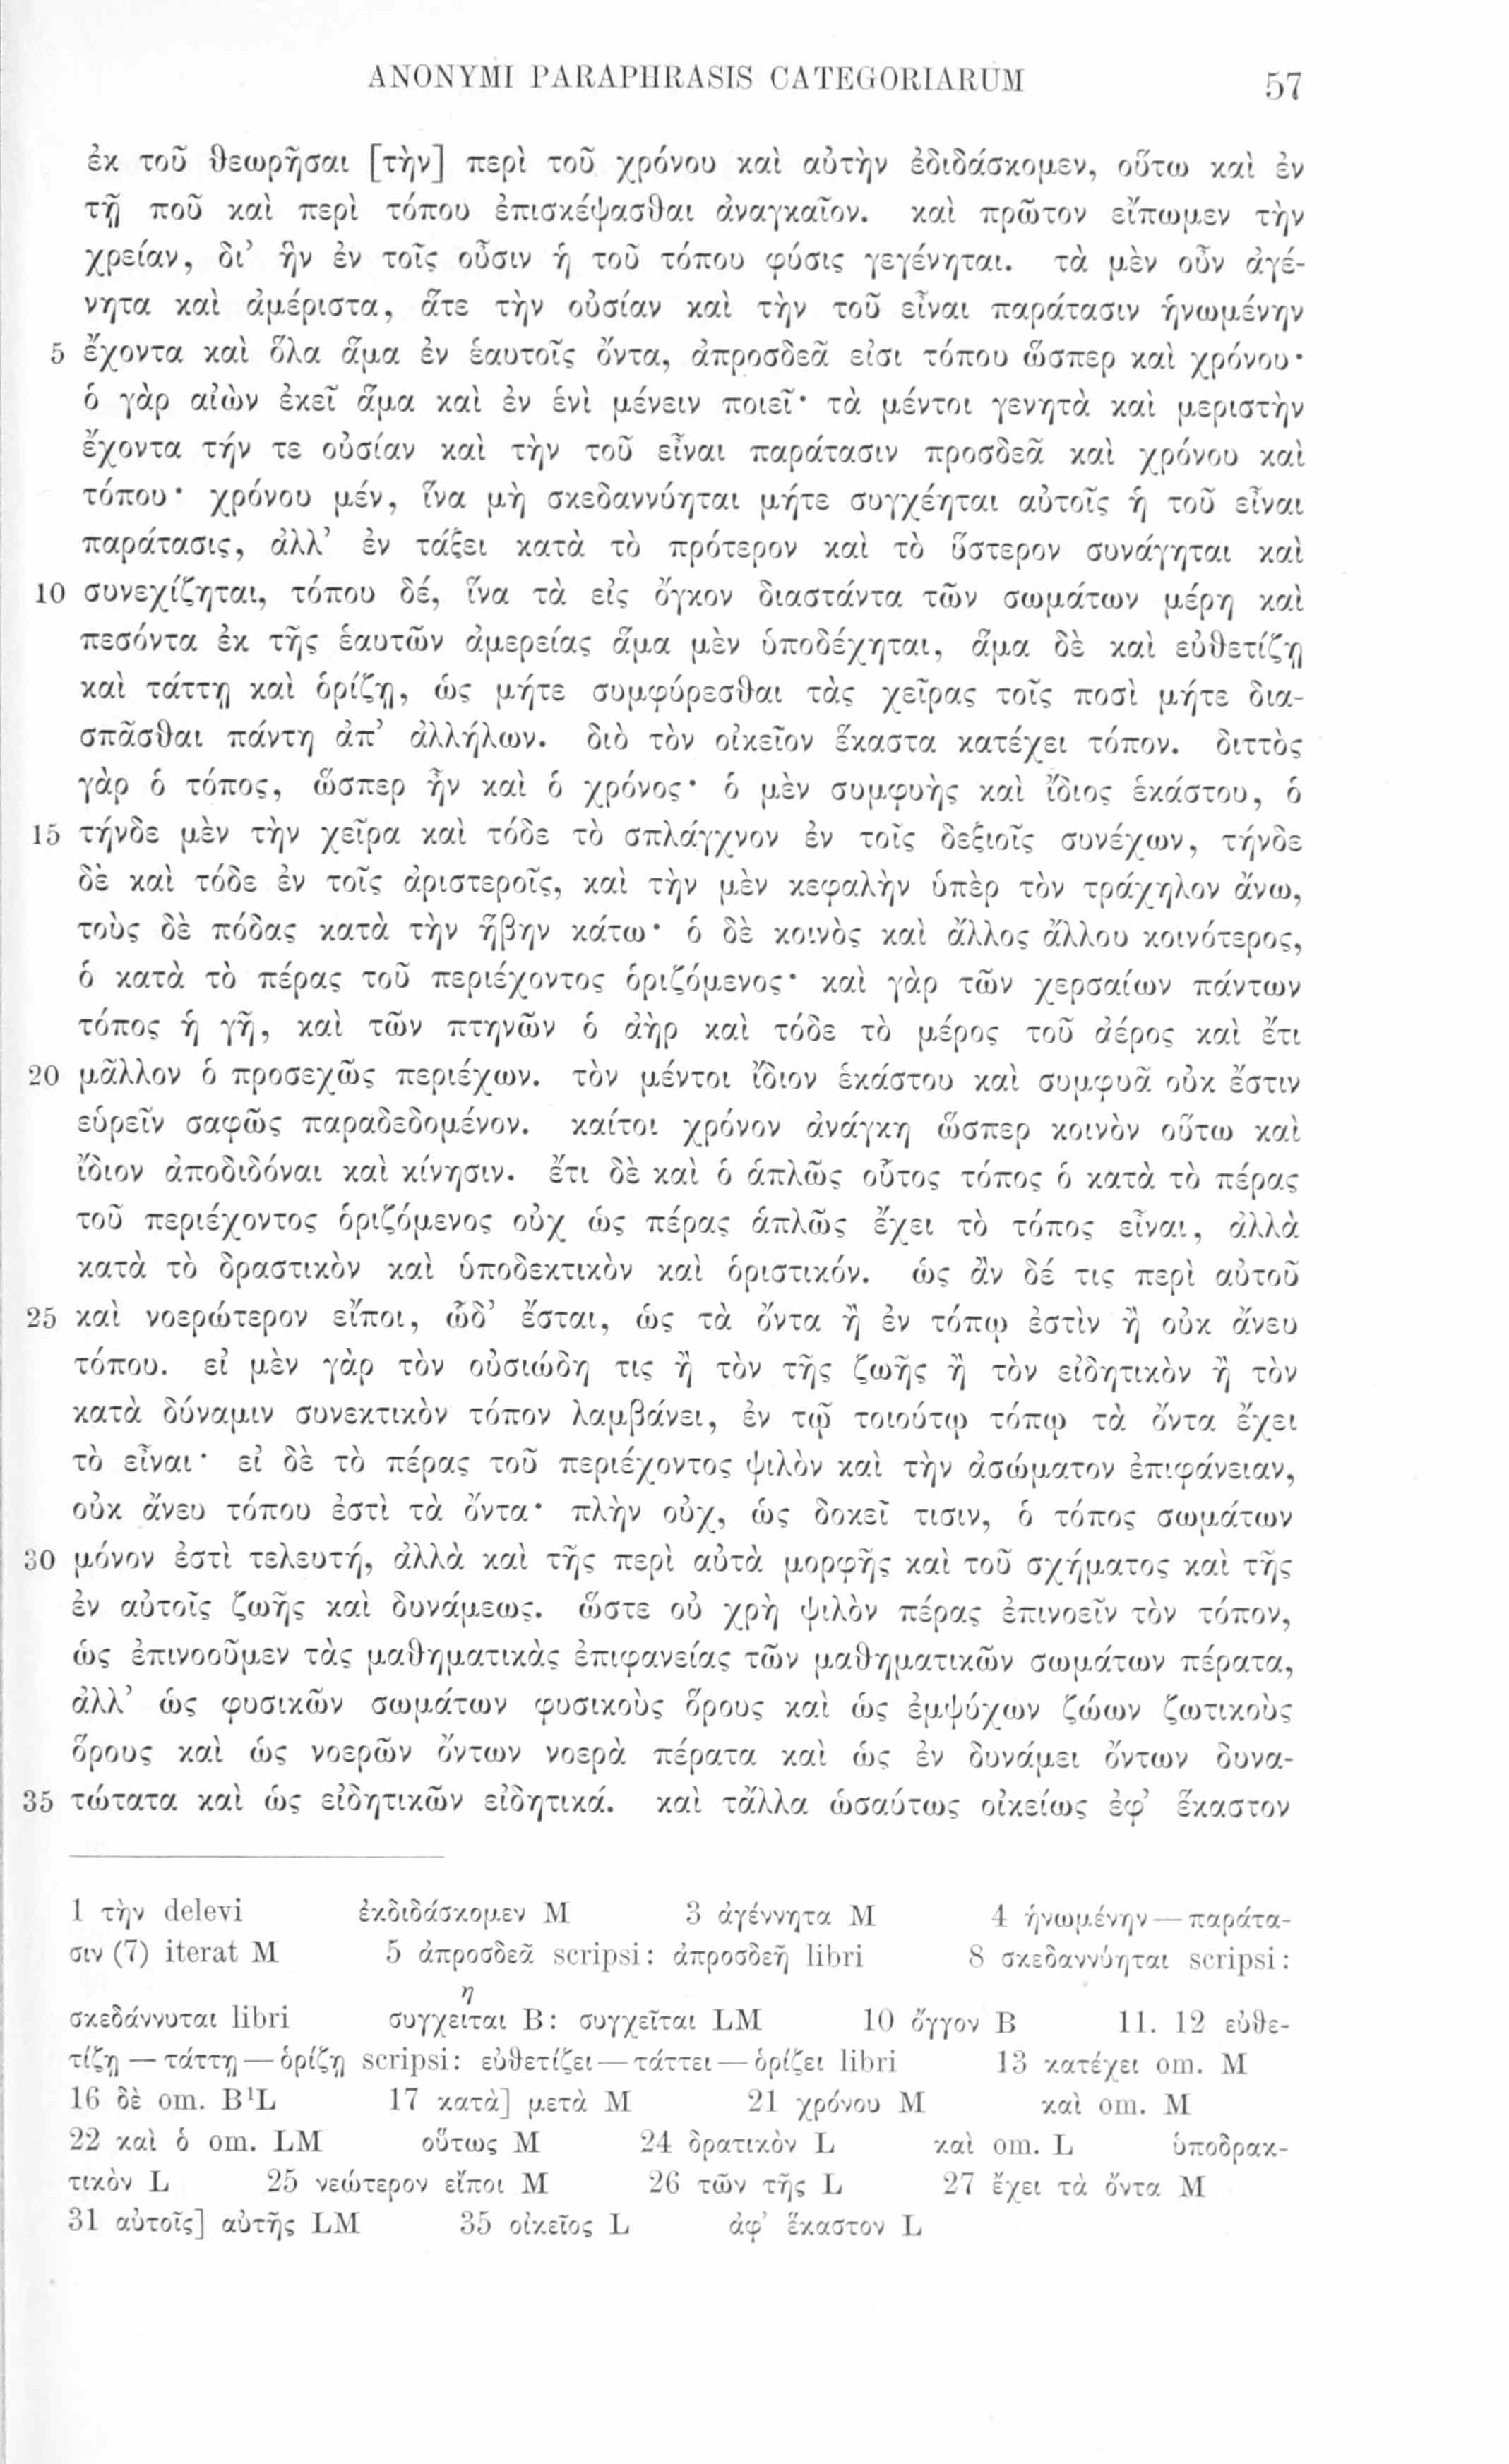 ANONYMI PARAPHRASIS CATEGORIARUM 57
ἐκ τοῦ θεωρῆσαι [τὴν] περὶ τοῦ χρόνου καὶ αὐτὴν ἐδιδάσκομεν, οὕτω καὶ ἐν
τῇ ποῦ καὶ περὶ τόπου ἐπισκέψασθαι ἀναγκαῖον. καὶ πρῶτον εἴπωμεν τὴν
χρείαν, δι’ ἣν ἐν τοῖς οὖσιν ἡ τοῦ τόπου φύσις γεγένηται. τὰ μὲν οὖν ἀγέ-
νητα καὶ ἀμέριστα, ἅτε τὴν οὐσίαν καὶ τὴν τοῦ εἶναι παράτασιν ἡνωμένην
5 ἔχοντα καὶ ὅλα ἅμα ἐν ἑαυτοῖς ὄντα, ἀπροσδεᾶ εἰσι τόπου ὥσπερ καὶ χρόνου·
ὁ γὰρ αἰὼν ἐκεῖ ἅμα καὶ ἐν ἑνὶ μένειν ποιεῖ· τὰ μέντοι γενητὰ καὶ μεριστὴν
ἔχοντα τήν τε οὐσίαν καὶ τὴν τοῦ εἶναι παράτασιν προσδεᾶ καὶ χρόνου καὶ
τόπου· χρόνου μέν, ἵνα μὴ σκεδαννύηται μήτε συγχέηται αὐτοῖς ἡ τοῦ εἶναι
παράτασις, ἀλλ’ ἐν τάξει κατὰ τὸ πρότερον καὶ τὸ ὕστερον συνάγηται καὶ
10 συνεχίζηται, τόπου δέ, ἵνα τὰ εἰς ὄγκον διαστάντα τῶν σωμάτων μέρη καὶ
πεσόντα ἐκ τῆς ἑαυτῶν ἀμερείας ἅμα μὲν ὑποδέχηται, ἅμα δὲ καὶ εὐθετίζῃ
καὶ τάττῃ καὶ ὁρίζῃ, ὡς μήτε συμφύρεσθαι τὰς χεῖρας τοῖς ποσὶ μήτε δια-
σπᾶσθαι πάντη ἀπ’ ἀλλήλων. διὸ τὸν οἰκεῖον ἕκαστα κατέχει τόπον. διττὸς
γὰρ ὁ τόπος, ὥσπερ ἦν καὶ ὁ χρόνος· ὁ μὲν συμφυὴς καὶ ἴδιος ἑκάστου, ὁ
15 τήνδε μὲν τὴν χεῖρα καὶ τόδε τὸ σπλάγχνον ἐν τοῖς δεξιοῖς συνέχων, τήνδε
δὲ καὶ τόδε ἐν τοῖς ἀριστεροῖς, καὶ τὴν μὲν κεφαλὴν ὑπὲρ τὸν τράχηλον ἄνω,
τοὺς δὲ πόδας κατὰ τὴν ἥβην κάτω· ὁ δὲ κοινὸς καὶ ἄλλος ἄλλου κοινότερος,
ὁ κατὰ τὸ πέρας τοῦ περιέχοντος ὁριζόμενος· καὶ γὰρ τῶν χερσαίων πάντων
τόπος ἡ γῆ, καὶ τῶν πτηνῶν ὁ ἀὴρ καὶ τόδε τὸ μέρος τοῦ ἀέρος καὶ ἔτι
20 μᾶλλον ὁ προσεχῶς περιέχων. τὸν μέντοι ἴδιον ἑκάστου καὶ συμφυᾶ οὐκ ἔστιν
εὑρεῖν σαφῶς παραδεδομένον. καίτοι χρόνον ἀνάγκη ὥσπερ κοινὸν οὕτω καὶ
ἴδιον ἀποδιδόναι καὶ κίνησιν. ἔτι δὲ καὶ ὁ ἁπλῶς οὗτος τόπος ὁ κατὰ τὸ πέρας
τοῦ περιέχοντος ὁριζόμενος οὐχ ὡς πέρας ἁπλῶς ἔχει τὸ τόπος εἶναι, ἀλλὰ
κατὰ τὸ δραστικὸν καὶ ὑποδεκτικὸν καὶ ὁριστικόν. ὡς ἂν δέ τις περὶ αὐτοῦ
25 καὶ νοερώτερον εἴποι, ὧδ’ ἔσται, ὡς τὰ ὄντα ἢ ἐν τόπῳ ἐστὶν ἢ οὐκ ἄνευ
τόπου. εἰ μὲν γὰρ τὸν οὐσιώδη τις ἢ τὸν τῆς ζωῆς ἢ τὸν εἰδητικὸν ἢ τὸν
κατὰ δύναμιν συνεκτικὸν τόπον λαμβάνει, ἐν τῷ τοιούτῳ τόπῳ τὰ ὄντα ἔχει
τὸ εἶναι· εἰ δὲ τὸ πέρας τοῦ περιέχοντος ψιλὸν καὶ τὴν ἀσώματον ἐπιφάνειαν,
οὐκ ἄνευ τόπου ἐστὶ τὰ ὄντα· πλὴν οὐχ, ὡς δοκεῖ τισιν, ὁ τόπος σωμάτων
30 μόνον ἐστὶ τελευτή, ἀλλὰ καὶ τῆς περὶ αὐτὰ μορφῆς καὶ τοῦ σχήματος καὶ τῆς
ἐν αὐτοῖς ζωῆς καὶ δυνάμεως. ὥστε οὐ χρὴ ψιλὸν πέρας ἐπινοεῖν τὸν τόπον,
ὡς ἐπινοοῦμεν τὰς μαθηματικὰς ἐπιφανείας τῶν μαθηματικῶν σωμάτων πέρατα,
ἀλλ’ ὡς φυσικῶν σωμάτων φυσικοὺς ὅρους καὶ ὡς ἐμψύχων ζώων ζωτικοὺς
ὅρους καὶ ὡς νοερῶν ὄντων νοερὰ πέρατα καὶ ὡς ἐν δυνάμει ὄντων δυνα-
35 τώτατα καὶ ὡς εἰδητικῶν εἰδητικά. καὶ τἆλλα ὡσαύτως οἰκείως ἐφ’ ἕκαστον
1 τὴν delevi ἐκδιδάσκομεν M 3 ἀγέννητα M 4 ἡνωμένην — παράτα-
σιν (7) iterat M 5 ἀπροσδεᾶ scripsi: ἀπροσδεῆ libri 8 σκεδαννύηται scripsi:
η
σκεδάννυται libri συγχειται B: συγχεῖται LM 10 ὄγγον B 11. 12 εὐθε-
τίζῃ — τάττῃ — ὁρίζῃ scripsi: εὐθετίζει — τάττει — ὁρίζει libri 13 κατέχει om. M
16 δὲ om. B¹L 17 κατὰ] μετὰ M 21 χρόνου M καὶ om. M
22 καὶ ὁ om. LM οὕτως M 24 δρατικὸν L καὶ om. L ὑποδρακ-
τικὸν L 25 νεώτερον εἴποι M 26 τῶν τῆς L 27 ἔχει τὰ ὄντα M
31 αὐτοῖς] αὐτῆς LM 35 οἰκεῖος L ἀφ’ ἕκαστον L